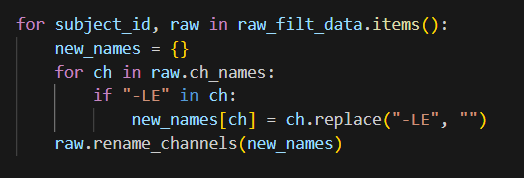 for subject_id, raw in raw_filt_data.items():
    new_names = {}
    for ch in raw.ch_names:
        if "-LE" in ch:
            new_names[ch] = ch.replace("-LE", "")
    raw.rename_channels(new_names)